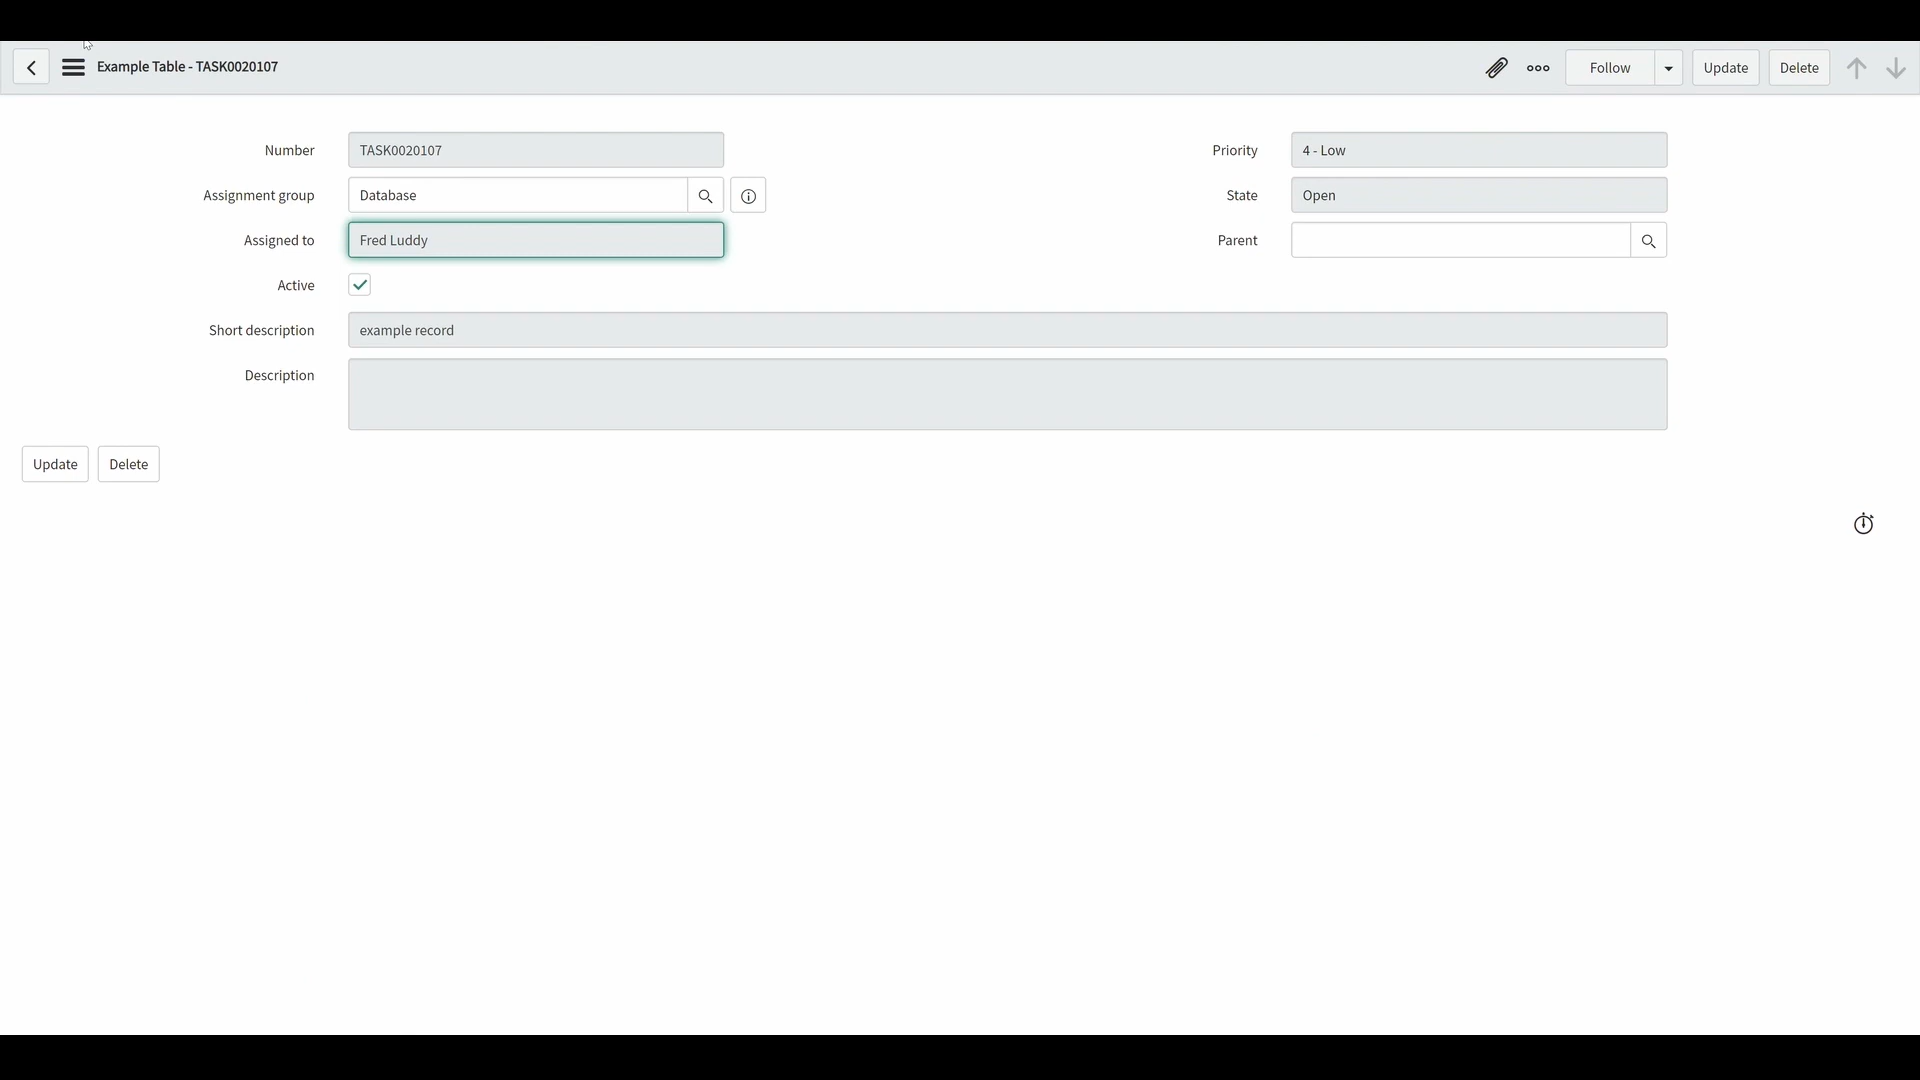 Example Table - TASK0020107
Follow
Update
Delete
Number
TASK0020107
Priority
4 - Low
Assignment group
Database
State
Open
Assigned to
Fred Luddy
Parent
Active
Short description
example record
Description
Update
Delete